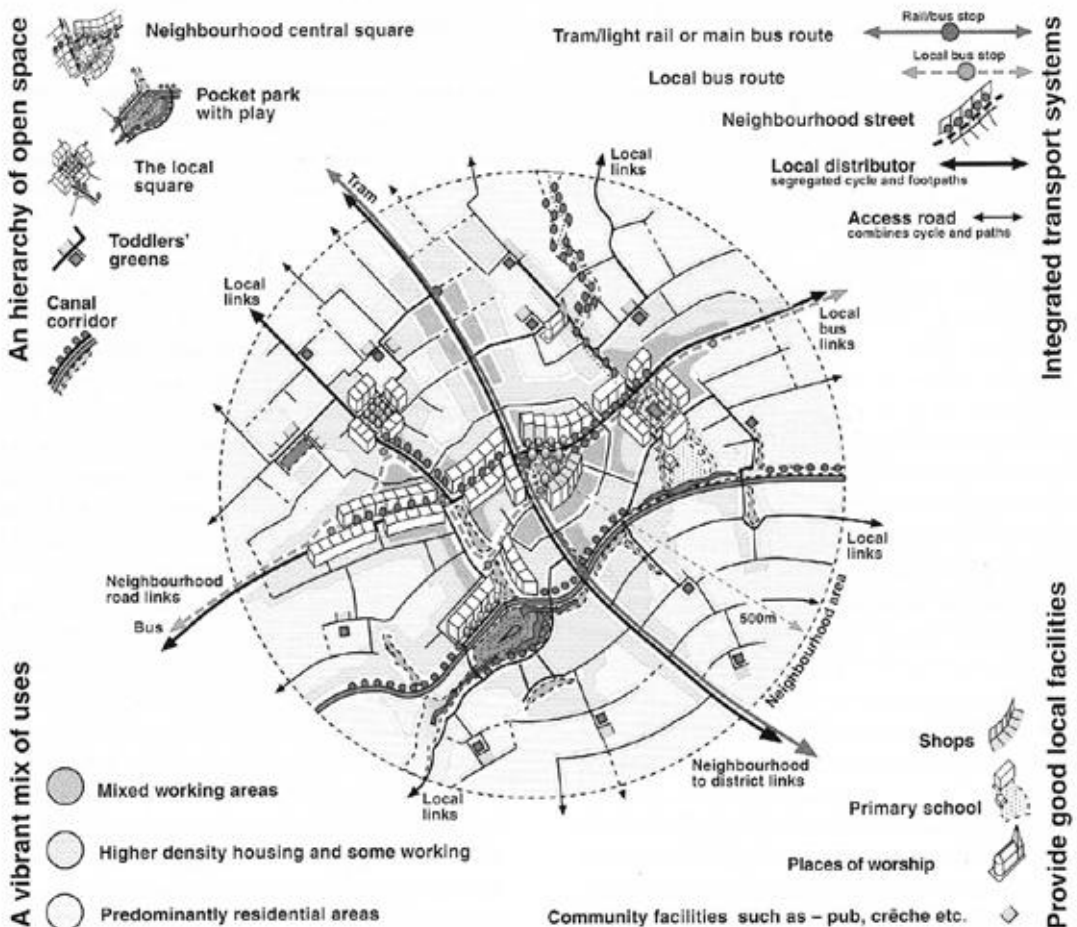 An hierarchy of open space
Neighbourhood central square
Pocket park
with play
The local
square
Toddlers'
greens
Canal
corridor
Integrated transport systems
Tram/light rail or main bus route
Rail/bus stop
Local bus route
Local bus stop
Neighbourhood street
Local distributor
segregated cycle and footpaths
Access road
combines cycle and paths
Tram
Local
links
Local
links
Local
bus links
Local
links
Neighbourhood
road links
Bus
500m
Neighbourhood area
Neighbourhood
to district links
Local
links
A vibrant mix of uses
Mixed working areas
Higher density housing and some working
Predominantly residential areas
Provide good local facilities
Shops
Primary school
Places of worship
Community facilities such as – pub, crêche etc.